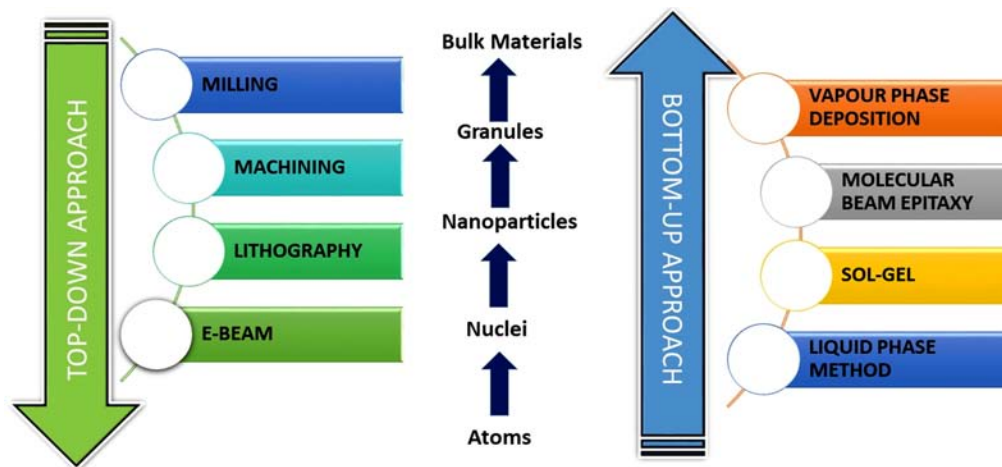 TOP-DOWN APPROACH
MILLING
MACHINING
LITHOGRAPHY
E-BEAM
Bulk Materials
Granules
Nanoparticles
Nuclei
Atoms
BOTTOM-UP APPROACH
VAPOUR PHASE
DEPOSITION
MOLECULAR
BEAM EPITAXY
SOL-GEL
LIQUID PHASE
METHOD